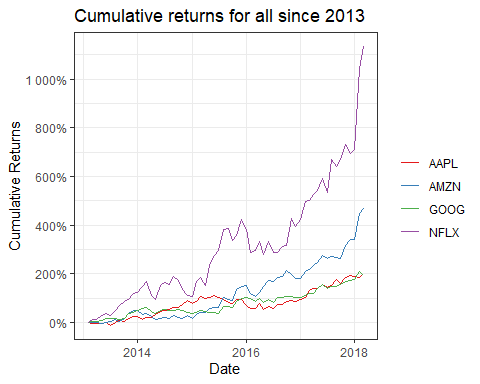 Cumulative returns for all since 2013
Cumulative Returns
1 000%
800%
600%
400%
200%
0%
2014 2016 2018
Date
AAPL
AMZN
GOOG
NFLX